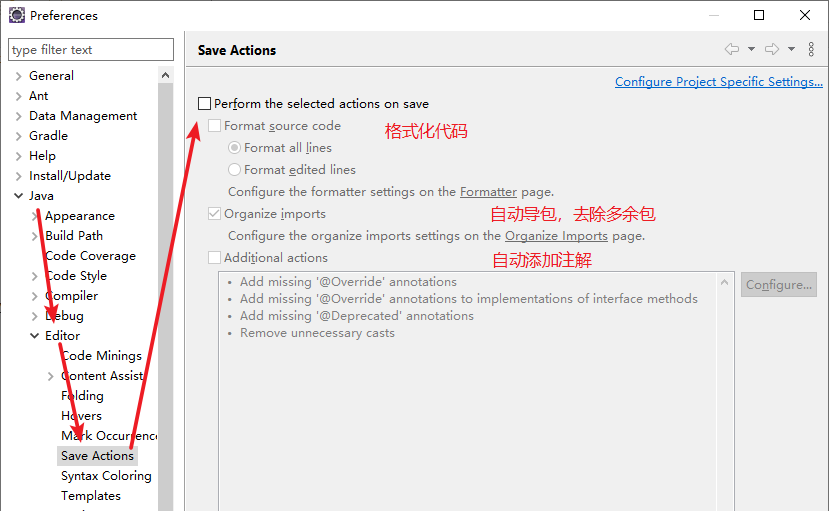 Preferences
type filter text
General
Ant
Data Management
Gradle
Help
Install/Update
Java
Appearance
Build Path
Code Coverage
Code Style
Compiler
Debug
Editor
Code Minings
Content Assist
Folding
Hovers
Mark Occurrenc
Save Actions
Syntax Coloring
Templates
Save Actions
Configure Project Specific Settings...
Perform the selected actions on save
Format source code
格式化代码
Format all lines
Format edited lines
Configure the formatter settings on the Formatter page.
Organize imports
自动导包，去除多余包
Configure the organize imports settings on the Organize Imports page.
Additional actions
自动添加注解
• Add missing '@Override' annotations
• Add missing '@Override' annotations to implementations of interface methods
• Add missing '@Deprecated' annotations
• Remove unnecessary casts
Configure...